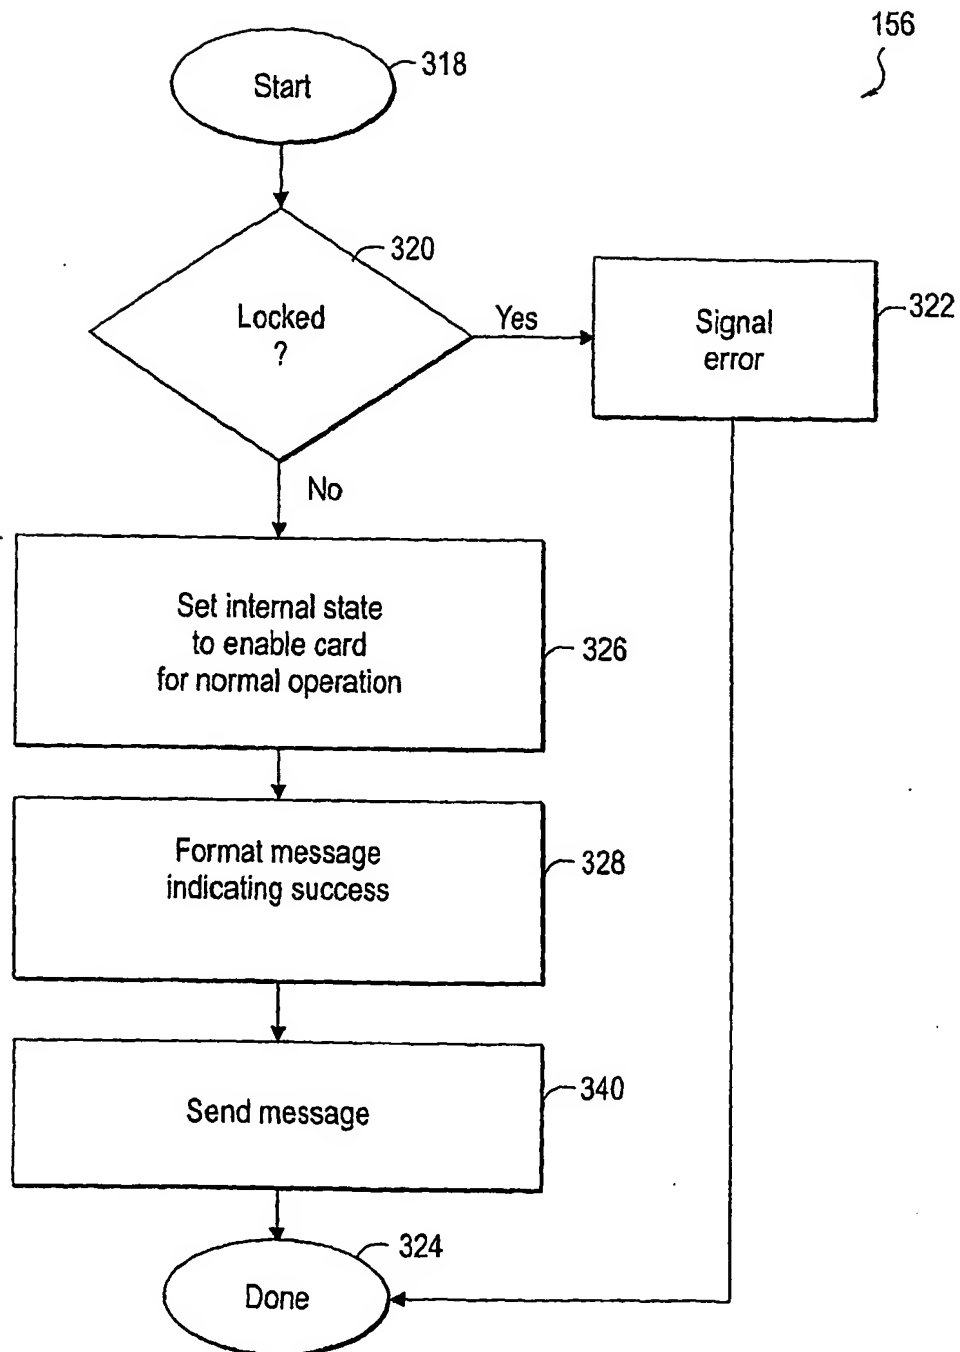 156
Start
318
320
Locked
?
Yes
Signal
error
322
No
Set internal state
to enable card
for normal operation
326
Format message
indicating success
328
Send message
340
324
Done